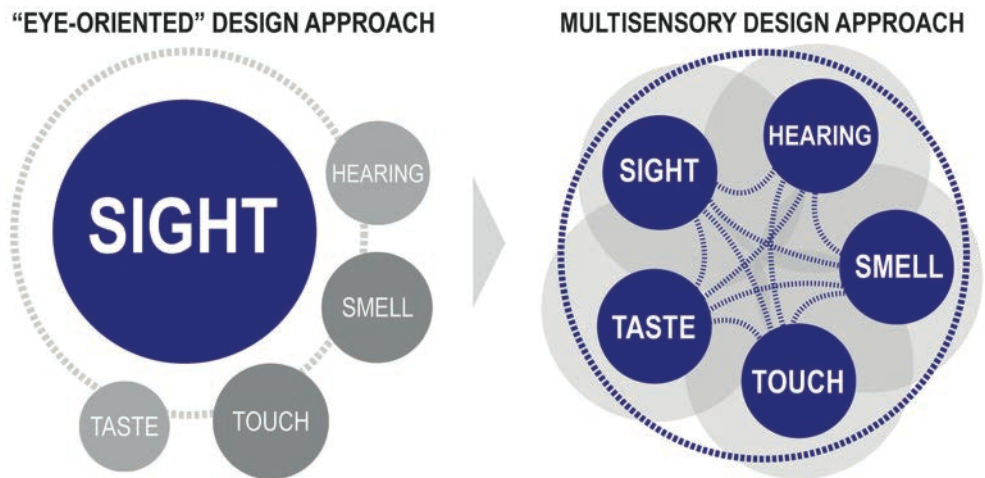 “EYE-ORIENTED” DESIGN APPROACH
SIGHT
HEARING
SMELL
TOUCH
TASTE
MULTISENSORY DESIGN APPROACH
SIGHT
HEARING
SMELL
TASTE
TOUCH